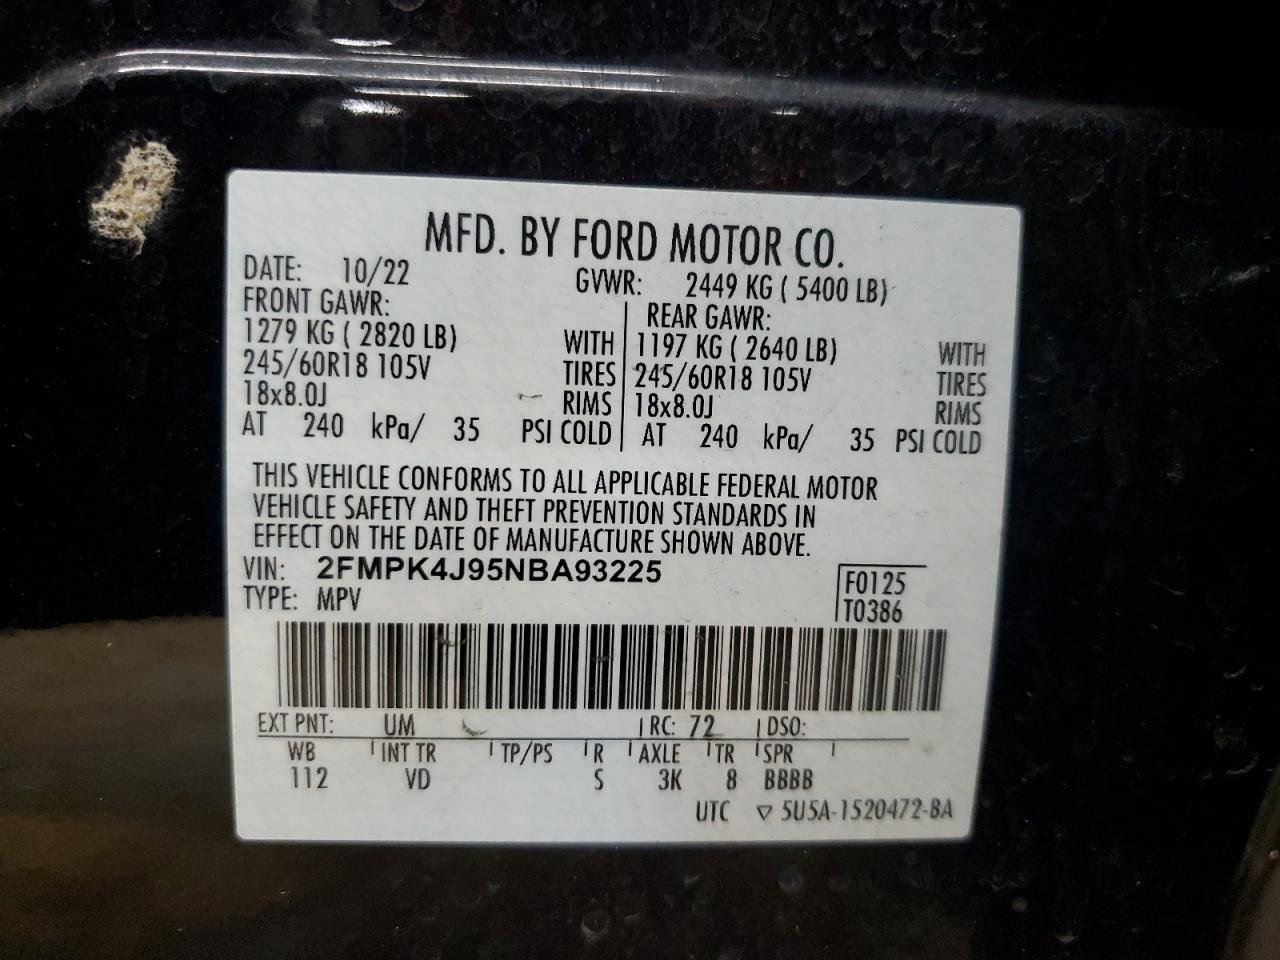 MFD. BY FORD MOTOR CO.
DATE: 10/22 GVWR: 2449 KG ( 5400 LB)
FRONT GAWR: REAR GAWR:
1279 KG ( 2820 LB) WITH 1197 KG ( 2640 LB) WITH
245/60R18 105V TIRES 245/60R18 105V TIRES
18x8.0J RIMS 18x8.0J RIMS
AT 240 kPa/ 35 PSI COLD AT 240 kPa/ 35 PSI COLD
THIS VEHICLE CONFORMS TO ALL APPLICABLE FEDERAL MOTOR
VEHICLE SAFETY AND THEFT PREVENTION STANDARDS IN
EFFECT ON THE DATE OF MANUFACTURE SHOWN ABOVE.
VIN: 2FMPK4J95NBA93225 F0125
TYPE: MPV T0386
EXT PNT: UM RC: 72 DSO:
WB INT TR TP/PS R AXLE TR SPR
112 VD S 3K 8 BBBB
UTC ▽ 5U5A-1520472-BA